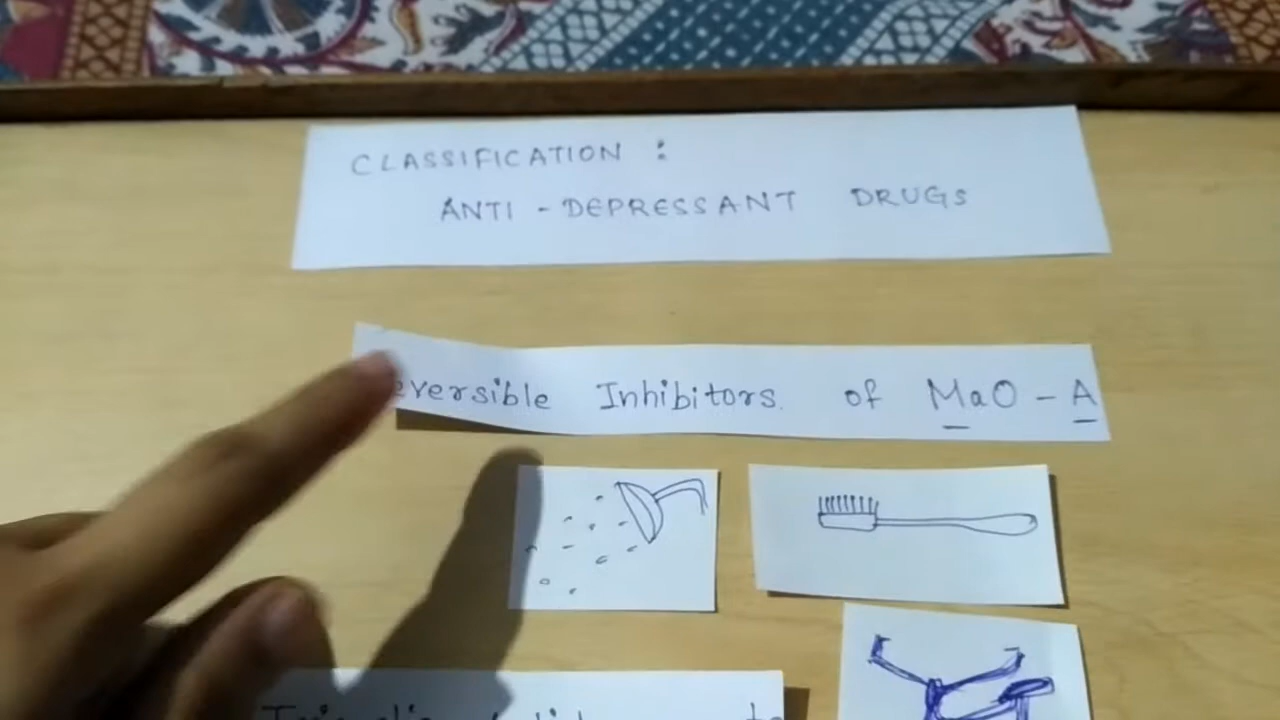 CLASSIFICATION :
ANTI - DEPRESSANT DRUGS
eversible Inhibitors of MaO - A